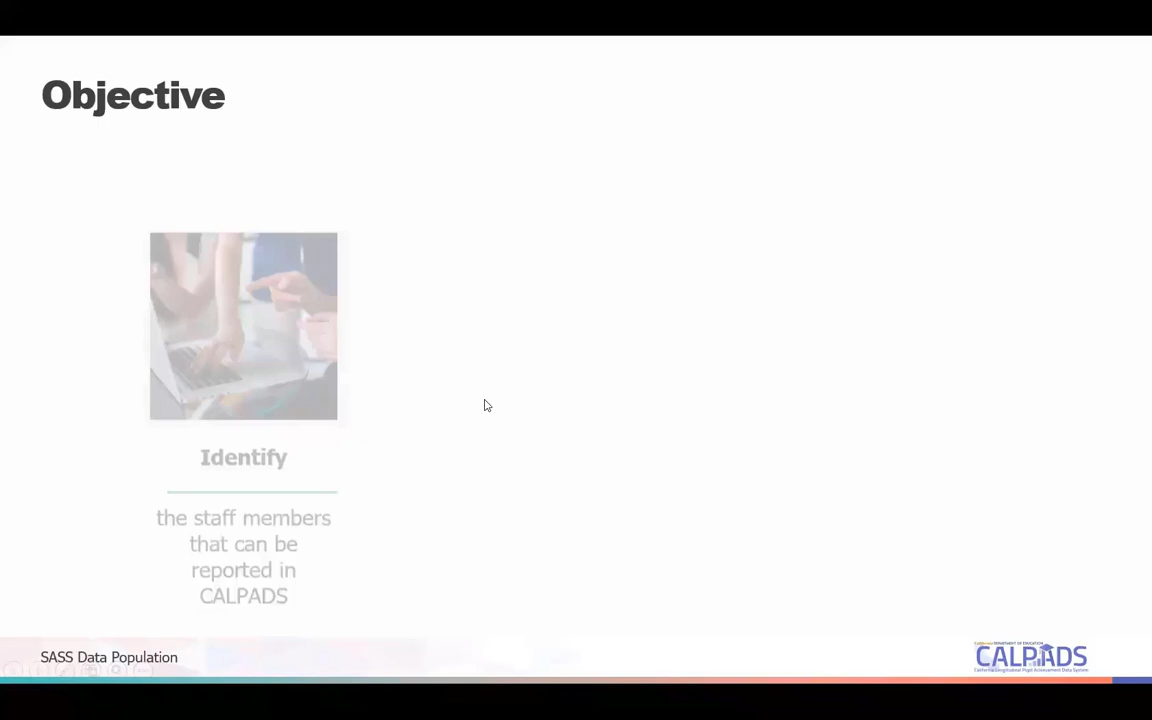 Objective
Identify
the staff members
that can be
reported in
CALPADS
SASS Data Population
CALPADS